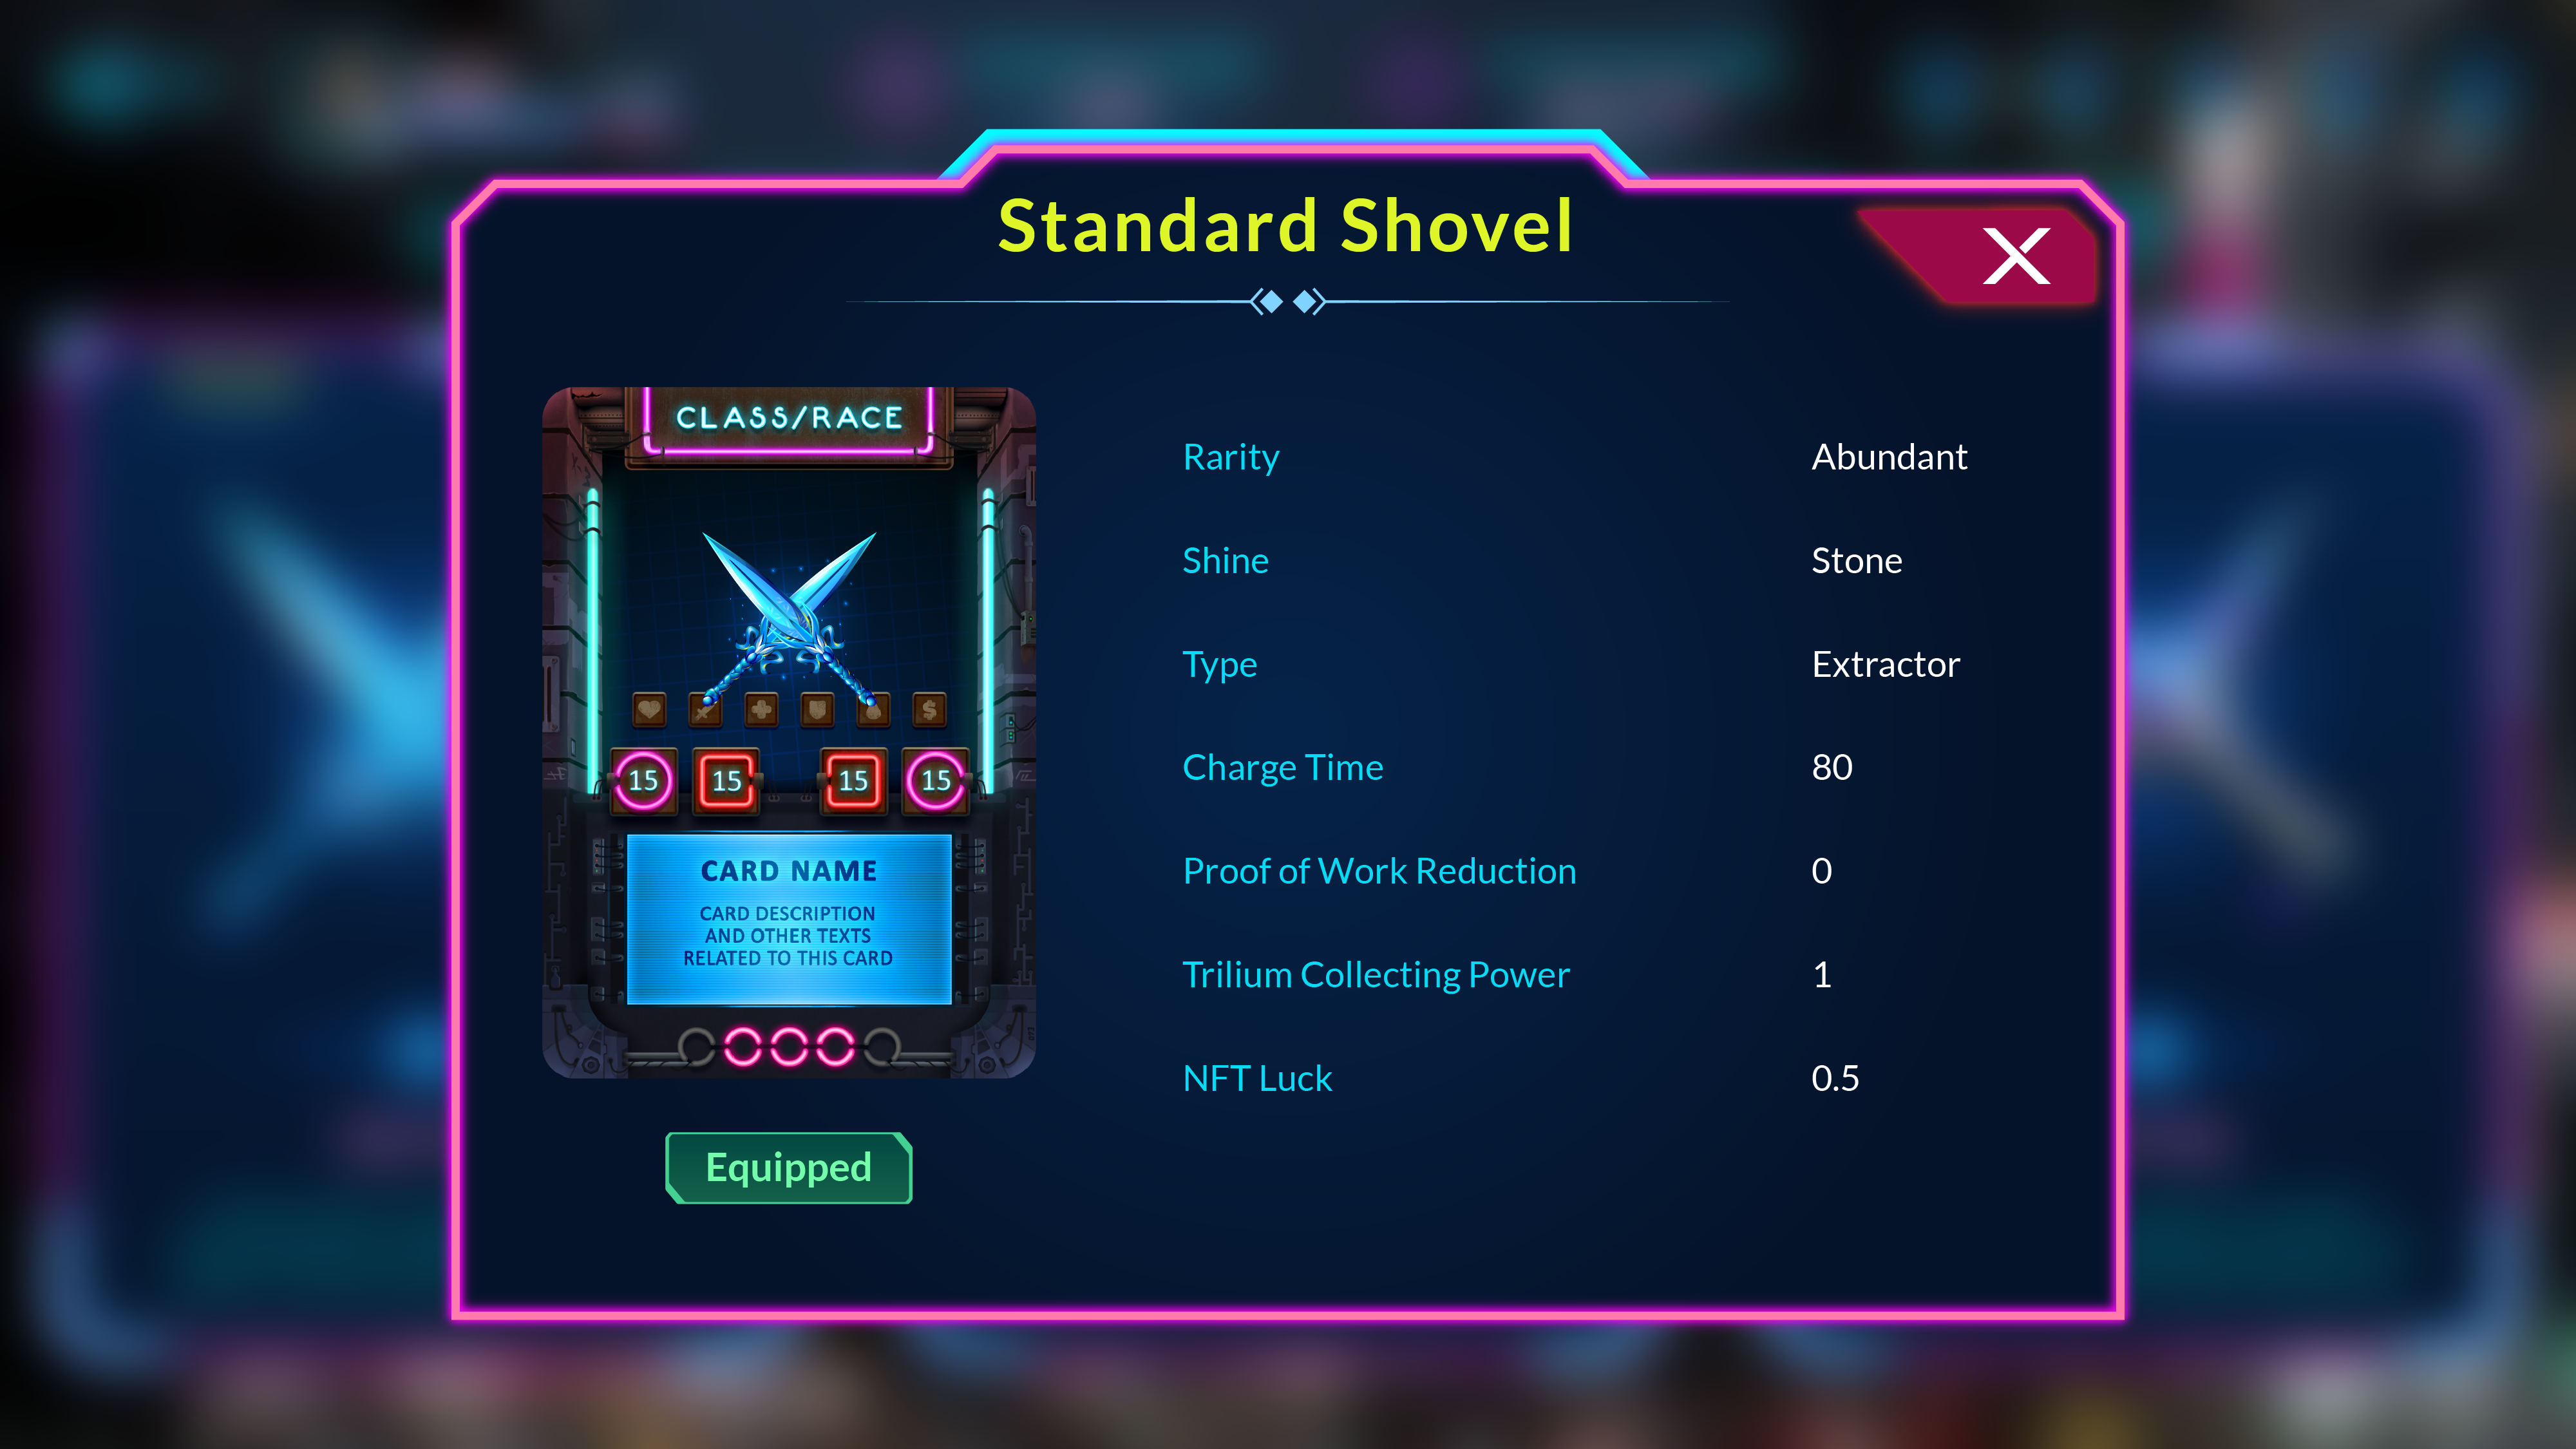 Standard Shovel
CLASS/RACE
15 15 15 15
CARD NAME
CARD DESCRIPTION
AND OTHER TEXTS
RELATED TO THIS CARD
Equipped
Rarity Abundant
Shine Stone
Type Extractor
Charge Time 80
Proof of Work Reduction 0
Trilium Collecting Power 1
NFT Luck 0.5